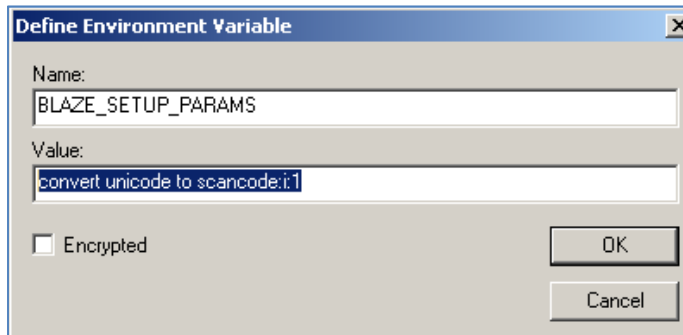 Define Environment Variable
Name:
BLAZE_SETUP_PARAMS
Value:
convert unicode to scancode:i:1
Encrypted
OK
Cancel